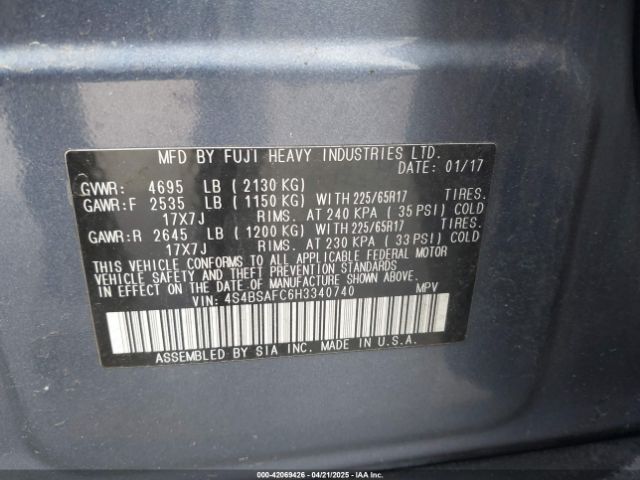 MFD BY FUJI HEAVY INDUSTRIES LTD.
DATE: 01/17
GVWR: 4695 LB (2130 KG)
GAWR:F 2535 LB (1150 KG) WITH 225/65R17 TIRES.
17X7J RIMS. AT 240 KPA (35 PSI) COLD
GAWR:R 2645 LB (1200 KG) WITH 225/65R17 TIRES.
17X7J RIMS. AT 230 KPA (33 PSI) COLD
THIS VEHICLE CONFORMS TO ALL APPLICABLE FEDERAL MOTOR
VEHICLE SAFETY AND THEFT PREVENTION STANDARDS
IN EFFECT ON THE DATE OF MANUFACTURE SHOWN ABOVE.
VIN: 4S4BSAFC6H3340740 MPV
ASSEMBLED BY SIA INC. MADE IN U.S.A.
000-42069426 - 04/21/2025 - IAAI.COM